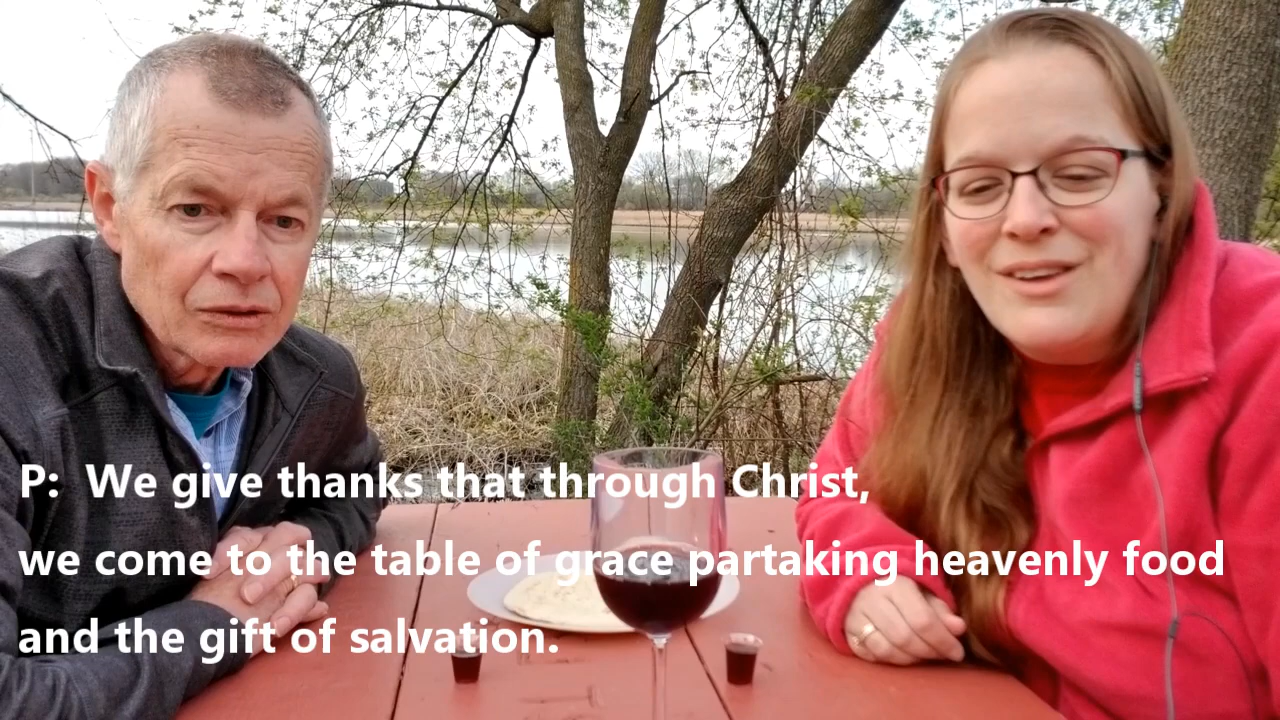 P:  We give thanks that through Christ,
we come to the table of grace partaking heavenly food
and the gift of salvation.